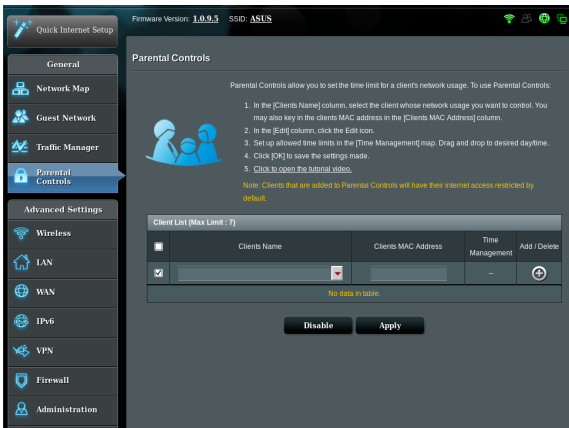 Quick Internet Setup
General
Network Map
Guest Network
Traffic Manager
Parental
Controls
Advanced Settings
Wireless
LAN
WAN
IPv6
VPN
Firewall
Administration
Firmware Version: 1.0.9.5 SSID: ASUS
Parental Controls
Parental Controls allow you to set the time limit for a client's network usage. To use Parental Controls:
1. In the [Clients Name] column, select the client whose network usage you want to control. You
may also key in the clients MAC address in the [Clients MAC Address] column.
2. In the [Edit] column, click the Edit icon.
3. Set up allowed time limits in the [Time Management] map. Drag and drop to desired day/time.
4. Click [OK] to save the settings made.
5. Click to open the tutorial video.
Note: Clients that are added to Parental Controls will have their internet access restricted by
default.
Client List (Max Limit : 7)
Clients Name Clients MAC Address Time Management Add / Delete
--
No data in table.
Disable Apply